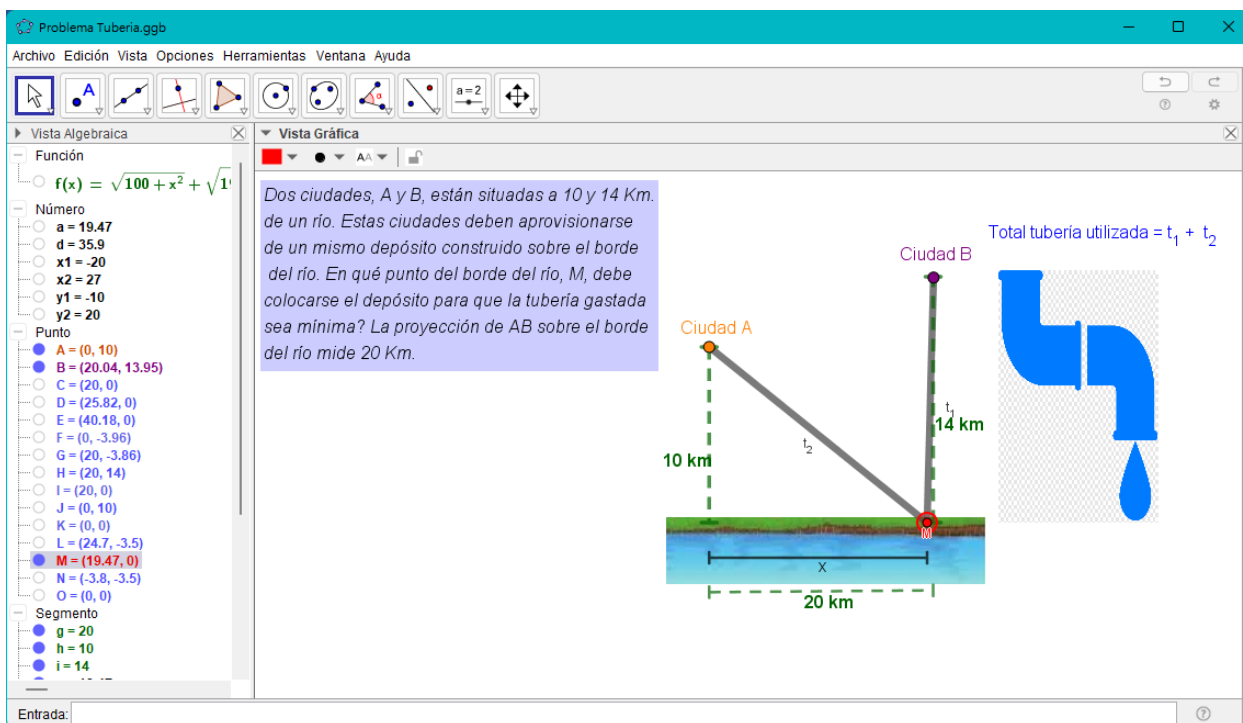 Problema Tuberia.ggb
Archivo Edición Vista Opciones Herramientas Ventana Ayuda
A
α
a=2
Vista Algebraica
Vista Gráfica
AA
Función
f(x) = √100 + x² + √1
Número
a = 19.47
d = 35.9
x1 = -20
x2 = 27
y1 = -10
y2 = 20
Punto
A = (0, 10)
B = (20.04, 13.95)
C = (20, 0)
D = (25.82, 0)
E = (40.18, 0)
F = (0, -3.96)
G = (20, -3.86)
H = (20, 14)
I = (20, 0)
J = (0, 10)
K = (0, 0)
L = (24.7, -3.5)
M = (19.47, 0)
N = (-3.8, -3.5)
O = (0, 0)
Segmento
g = 20
h = 10
i = 14
Dos ciudades, A y B, están situadas a 10 y 14 Km.
de un río. Estas ciudades deben aprovisionarse
de un mismo depósito construido sobre el borde
del río. En qué punto del borde del río, M, debe
colocarse el depósito para que la tubería gastada
sea mínima? La proyección de AB sobre el borde
del río mide 20 Km.
Total tubería utilizada = t₁ + t₂
Ciudad B
Ciudad A
t₁
14 km
t₂
10 km
M
X
20 km
Entrada: